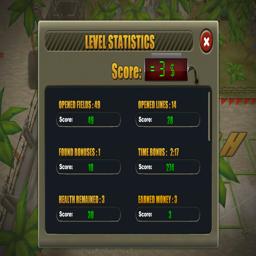 LEVEL STATISTICS
Score: = 3 $
OPENED FIELDS : 49
Score: 49
OPENED LINES : 14
Score: 28
FOUND BONUSES : 1
Score: 10
TIME BONUS : 2:17
Score: 274
HEALTH REMAINED : 3
Score: 30
EARNED MONEY : 3
Score: 3